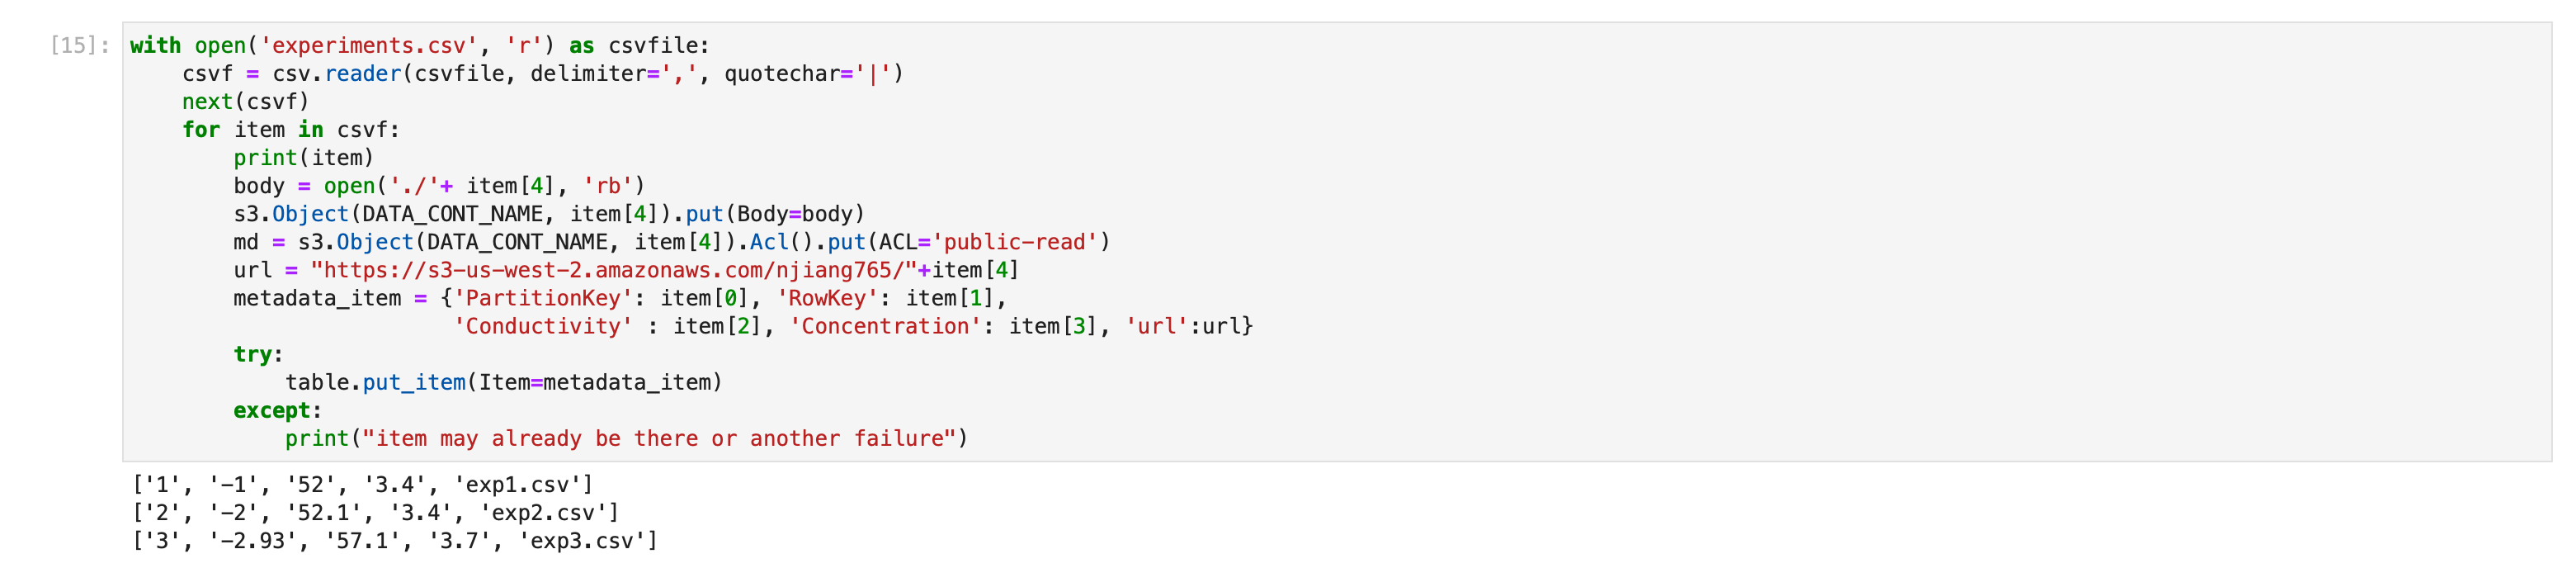 [15]: with open('experiments.csv', 'r') as csvfile:
    csvf = csv.reader(csvfile, delimiter=',', quotechar='|')
    next(csvf)
    for item in csvf:
        print(item)
        body = open('./'+ item[4], 'rb')
        s3.Object(DATA_CONT_NAME, item[4]).put(Body=body)
        md = s3.Object(DATA_CONT_NAME, item[4]).Acl().put(ACL='public-read')
        url = "https://s3-us-west-2.amazonaws.com/njiang765/"+item[4]
        metadata_item = {'PartitionKey': item[0], 'RowKey': item[1],
                         'Conductivity' : item[2], 'Concentration': item[3], 'url':url}
        try:
            table.put_item(Item=metadata_item)
        except:
            print("item may already be there or another failure")
['1', '-1', '52', '3.4', 'exp1.csv']
['2', '-2', '52.1', '3.4', 'exp2.csv']
['3', '-2.93', '57.1', '3.7', 'exp3.csv']